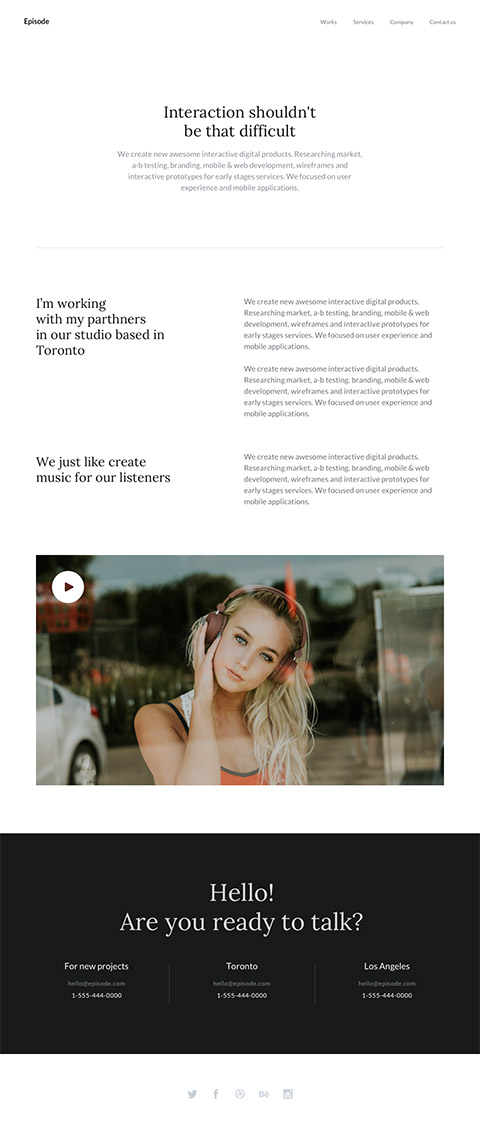 Episode
Works Services Company Contact us
Interaction shouldn't
be that difficult
We create new awesome interactive digital products. Researching market,
a-b testing, branding, mobile & web development, wireframes and
interactive prototypes for early stages services. We focused on user
experience and mobile applications.
I'm working
with my parthners
in our studio based in
Toronto
We create new awesome interactive digital products.
Researching market, a-b testing, branding, mobile & web
development, wireframes and interactive prototypes for
early stages services. We focused on user experience and
mobile applications.
We create new awesome interactive digital products.
Researching market, a-b testing, branding, mobile & web
development, wireframes and interactive prototypes for
early stages services. We focused on user experience and
mobile applications.
We just like create
music for our listeners
We create new awesome interactive digital products.
Researching market, a-b testing, branding, mobile & web
development, wireframes and interactive prototypes for
early stages services. We focused on user experience and
mobile applications.
Hello!
Are you ready to talk?
For new projects
hello@episode.com
1-555-444-0000
Toronto
hello@episode.com
1-555-444-0000
Los Angeles
hello@episode.com
1-555-444-0000
Bē